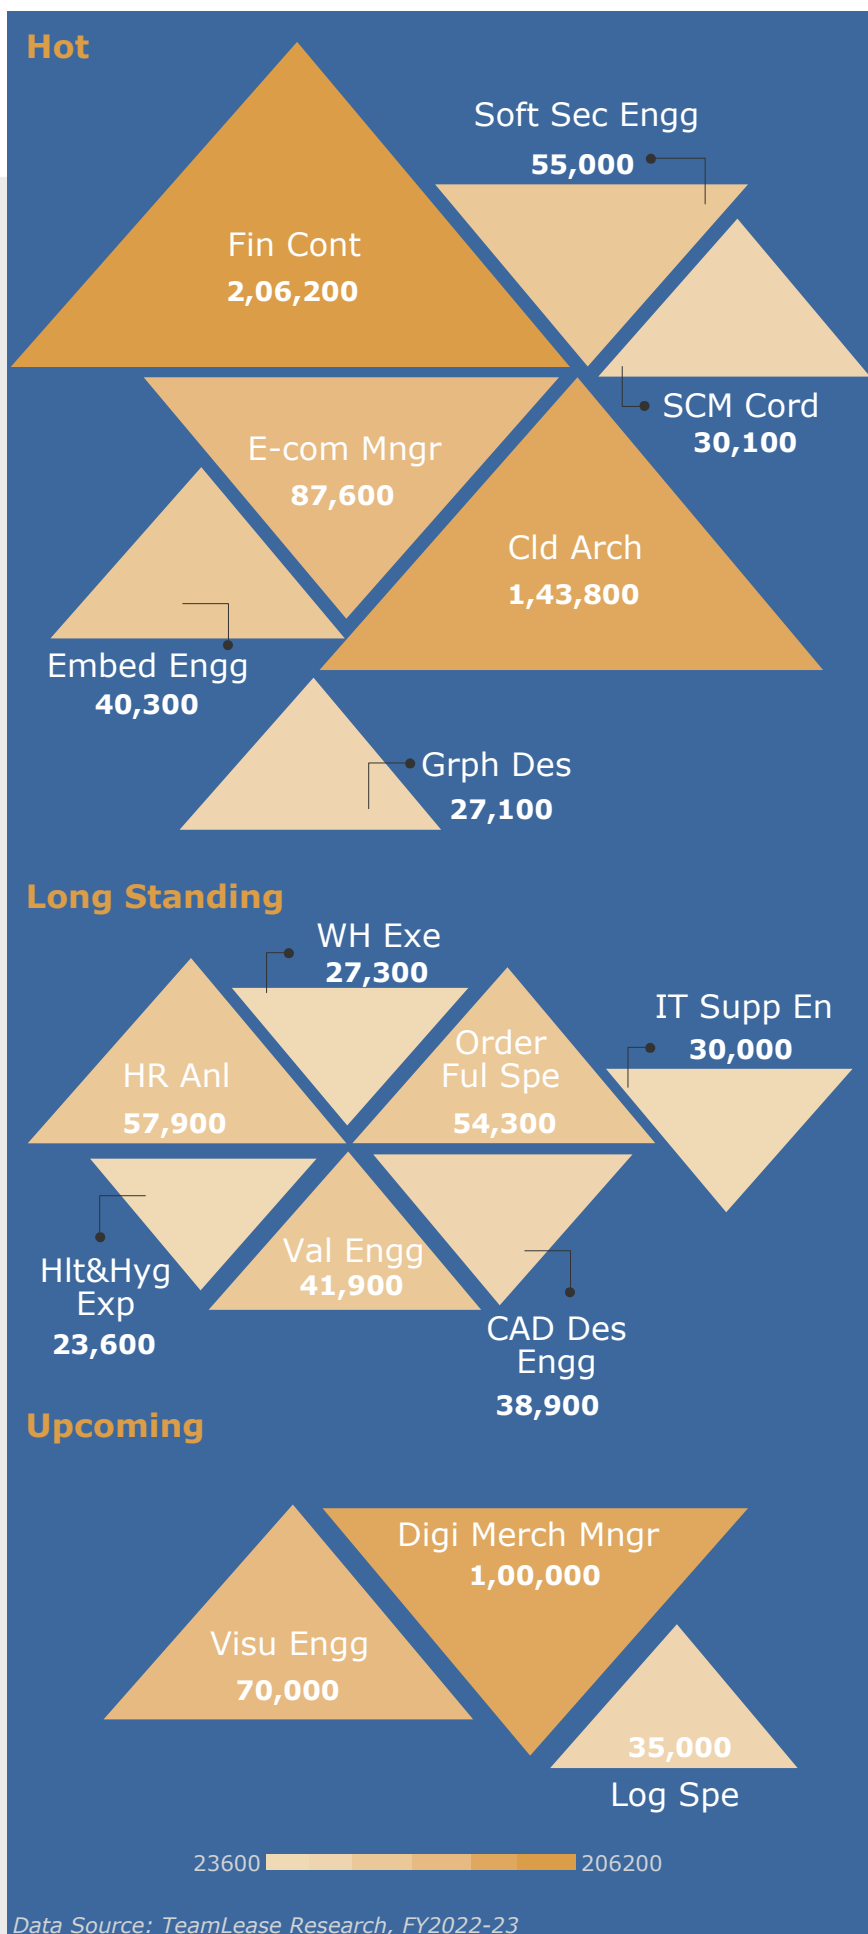 Hot
Soft Sec Engg
55,000
Fin Cont
2,06,200
SCM Cord
30,100
E-com Mngr
87,600
Cld Arch
1,43,800
Embed Engg
40,300
Grph Des
27,100
Long Standing
WH Exe
27,300
IT Supp En
30,000
HR Anl
57,900
Order
Ful Spe
54,300
Hlt&Hyg
Exp
23,600
Val Engg
41,900
CAD Des
Engg
38,900
Upcoming
Digi Merch Mngr
1,00,000
Visu Engg
70,000
35,000
Log Spe
23600 206200
Data Source: TeamLease Research, FY2022-23